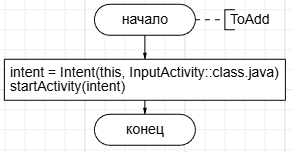 начало
ToAdd
intent = Intent(this, InputActivity::class.java)
startActivity(intent)
конец